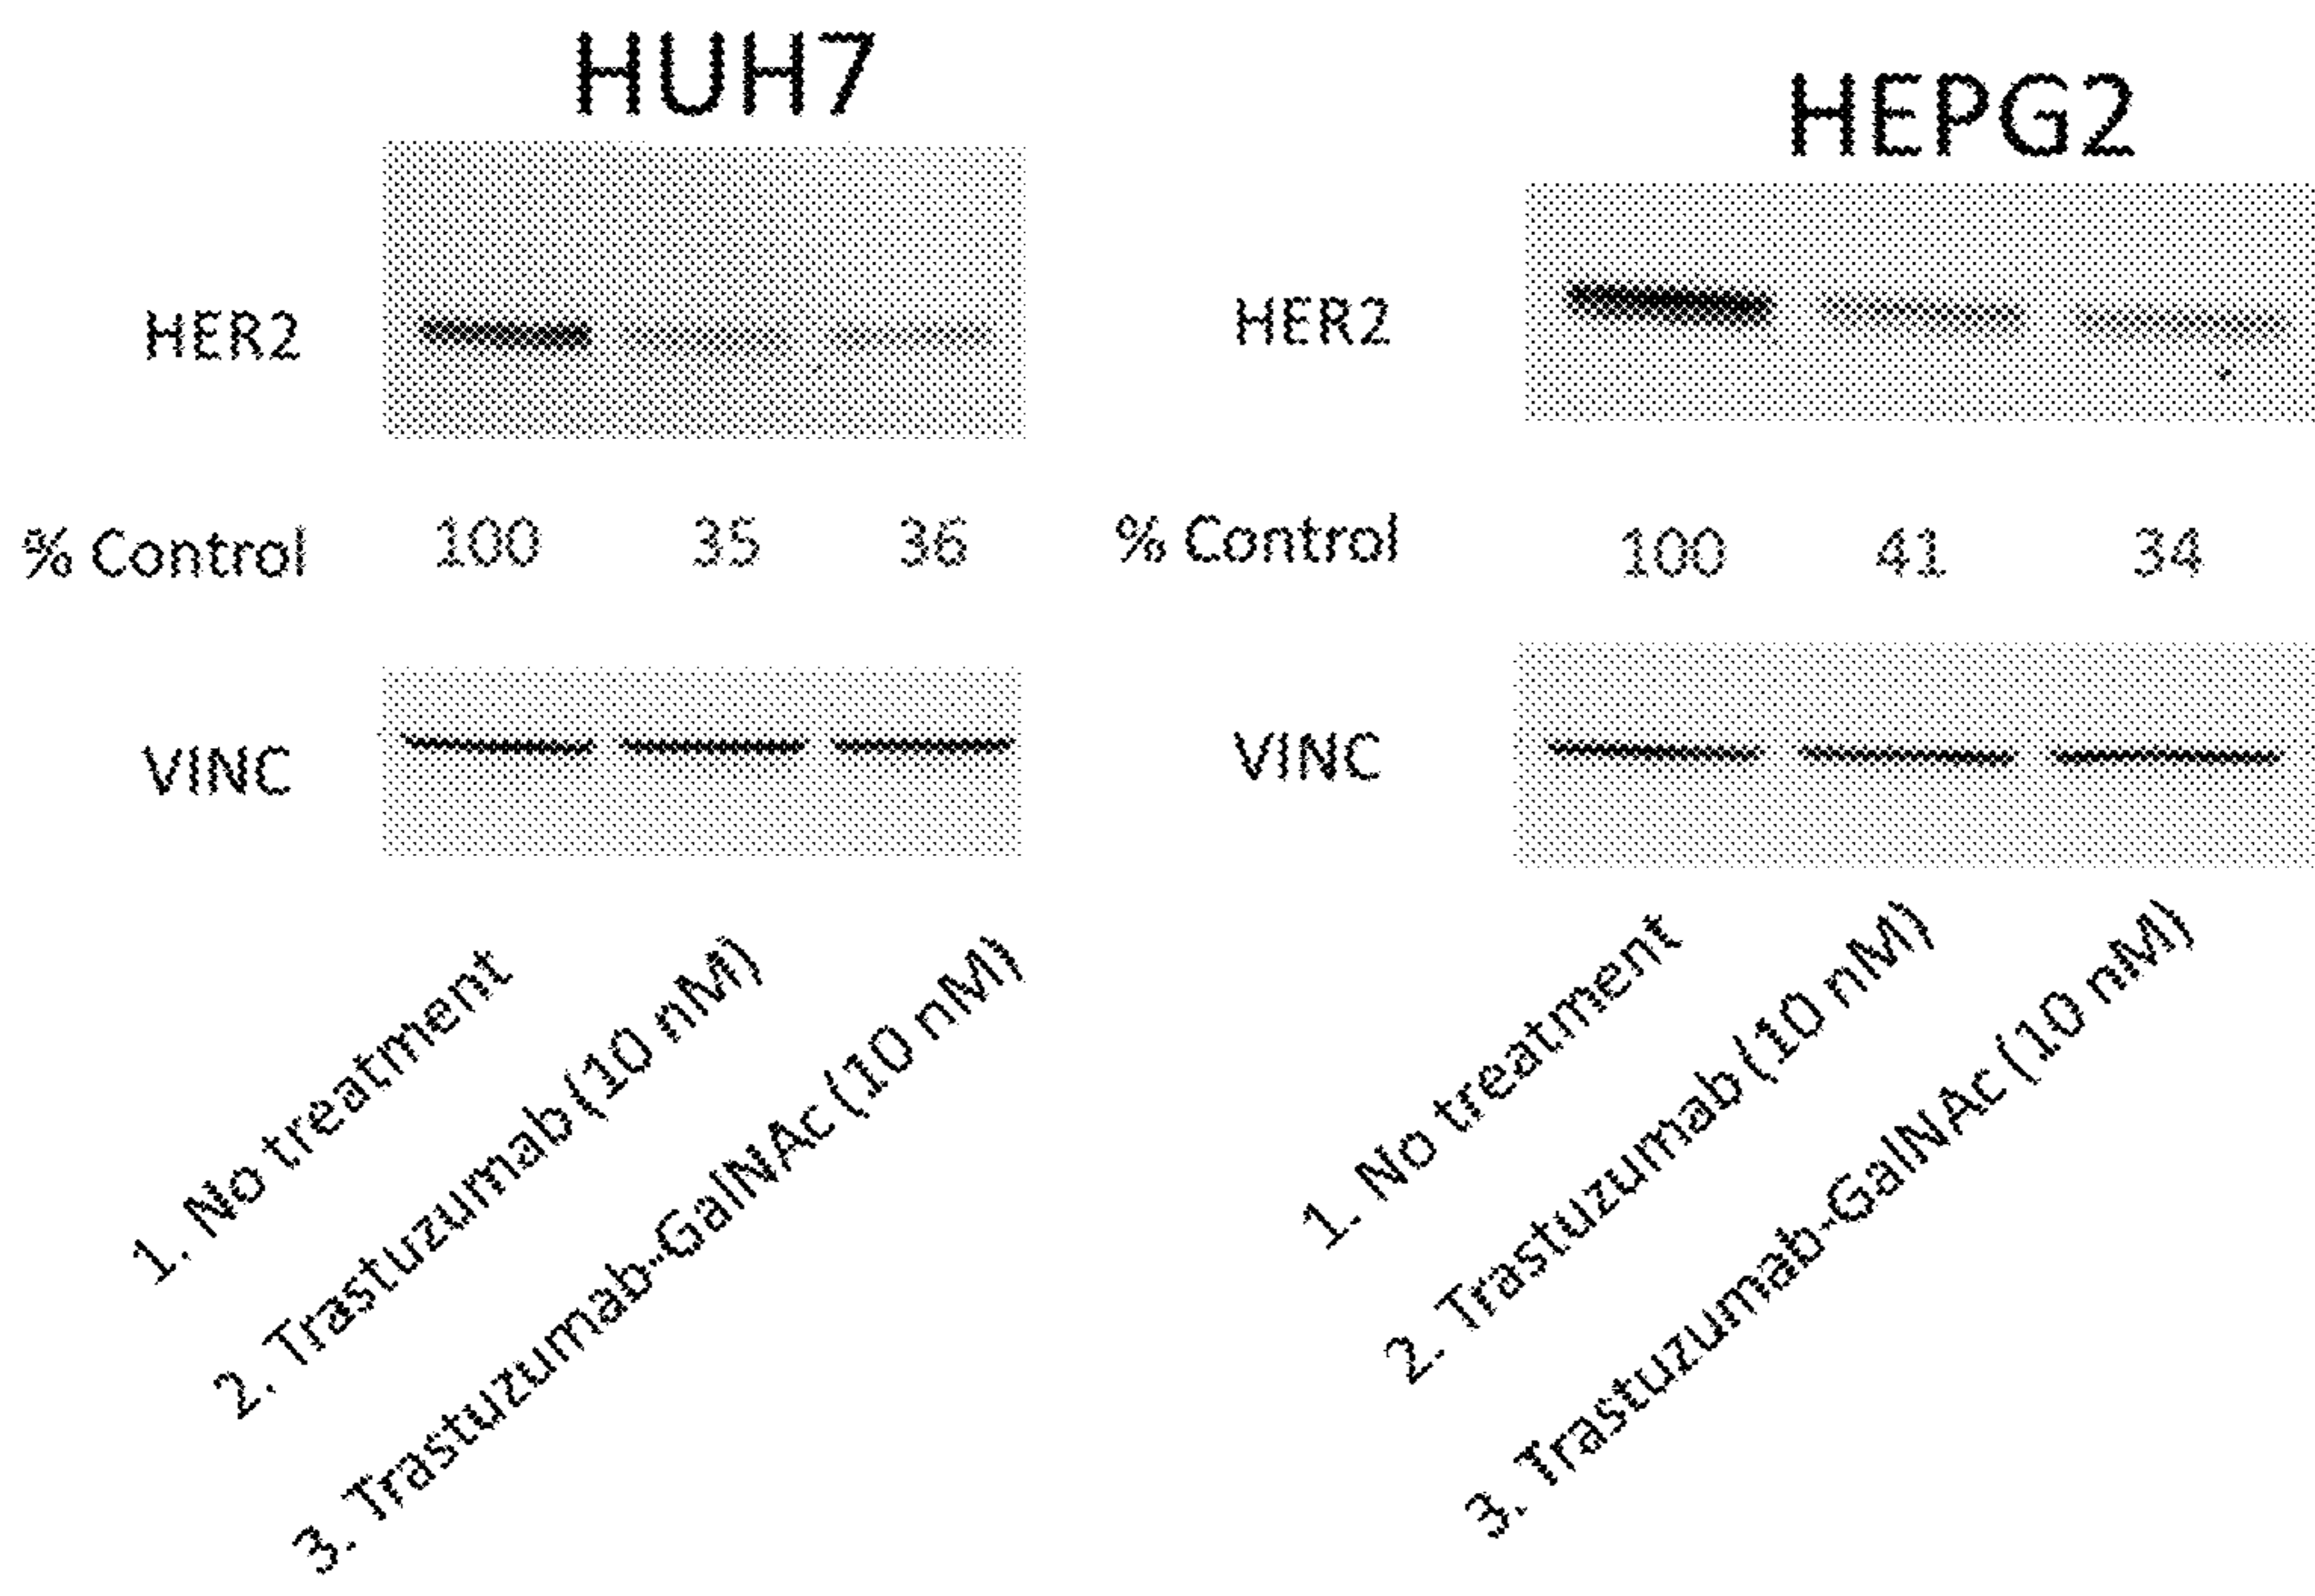 HUH7
HER2
% Control 100 35 36
VINC
1. No treatment
2. Trastuzumab (10 nM)
3. Trastuzumab-GalNAc (10 nM)
HEPG2
HER2
% Control 100 41 34
VINC
1. No treatment
2. Trastuzumab (10 nM)
3. Trastuzumab-GalNAc (10 nM)